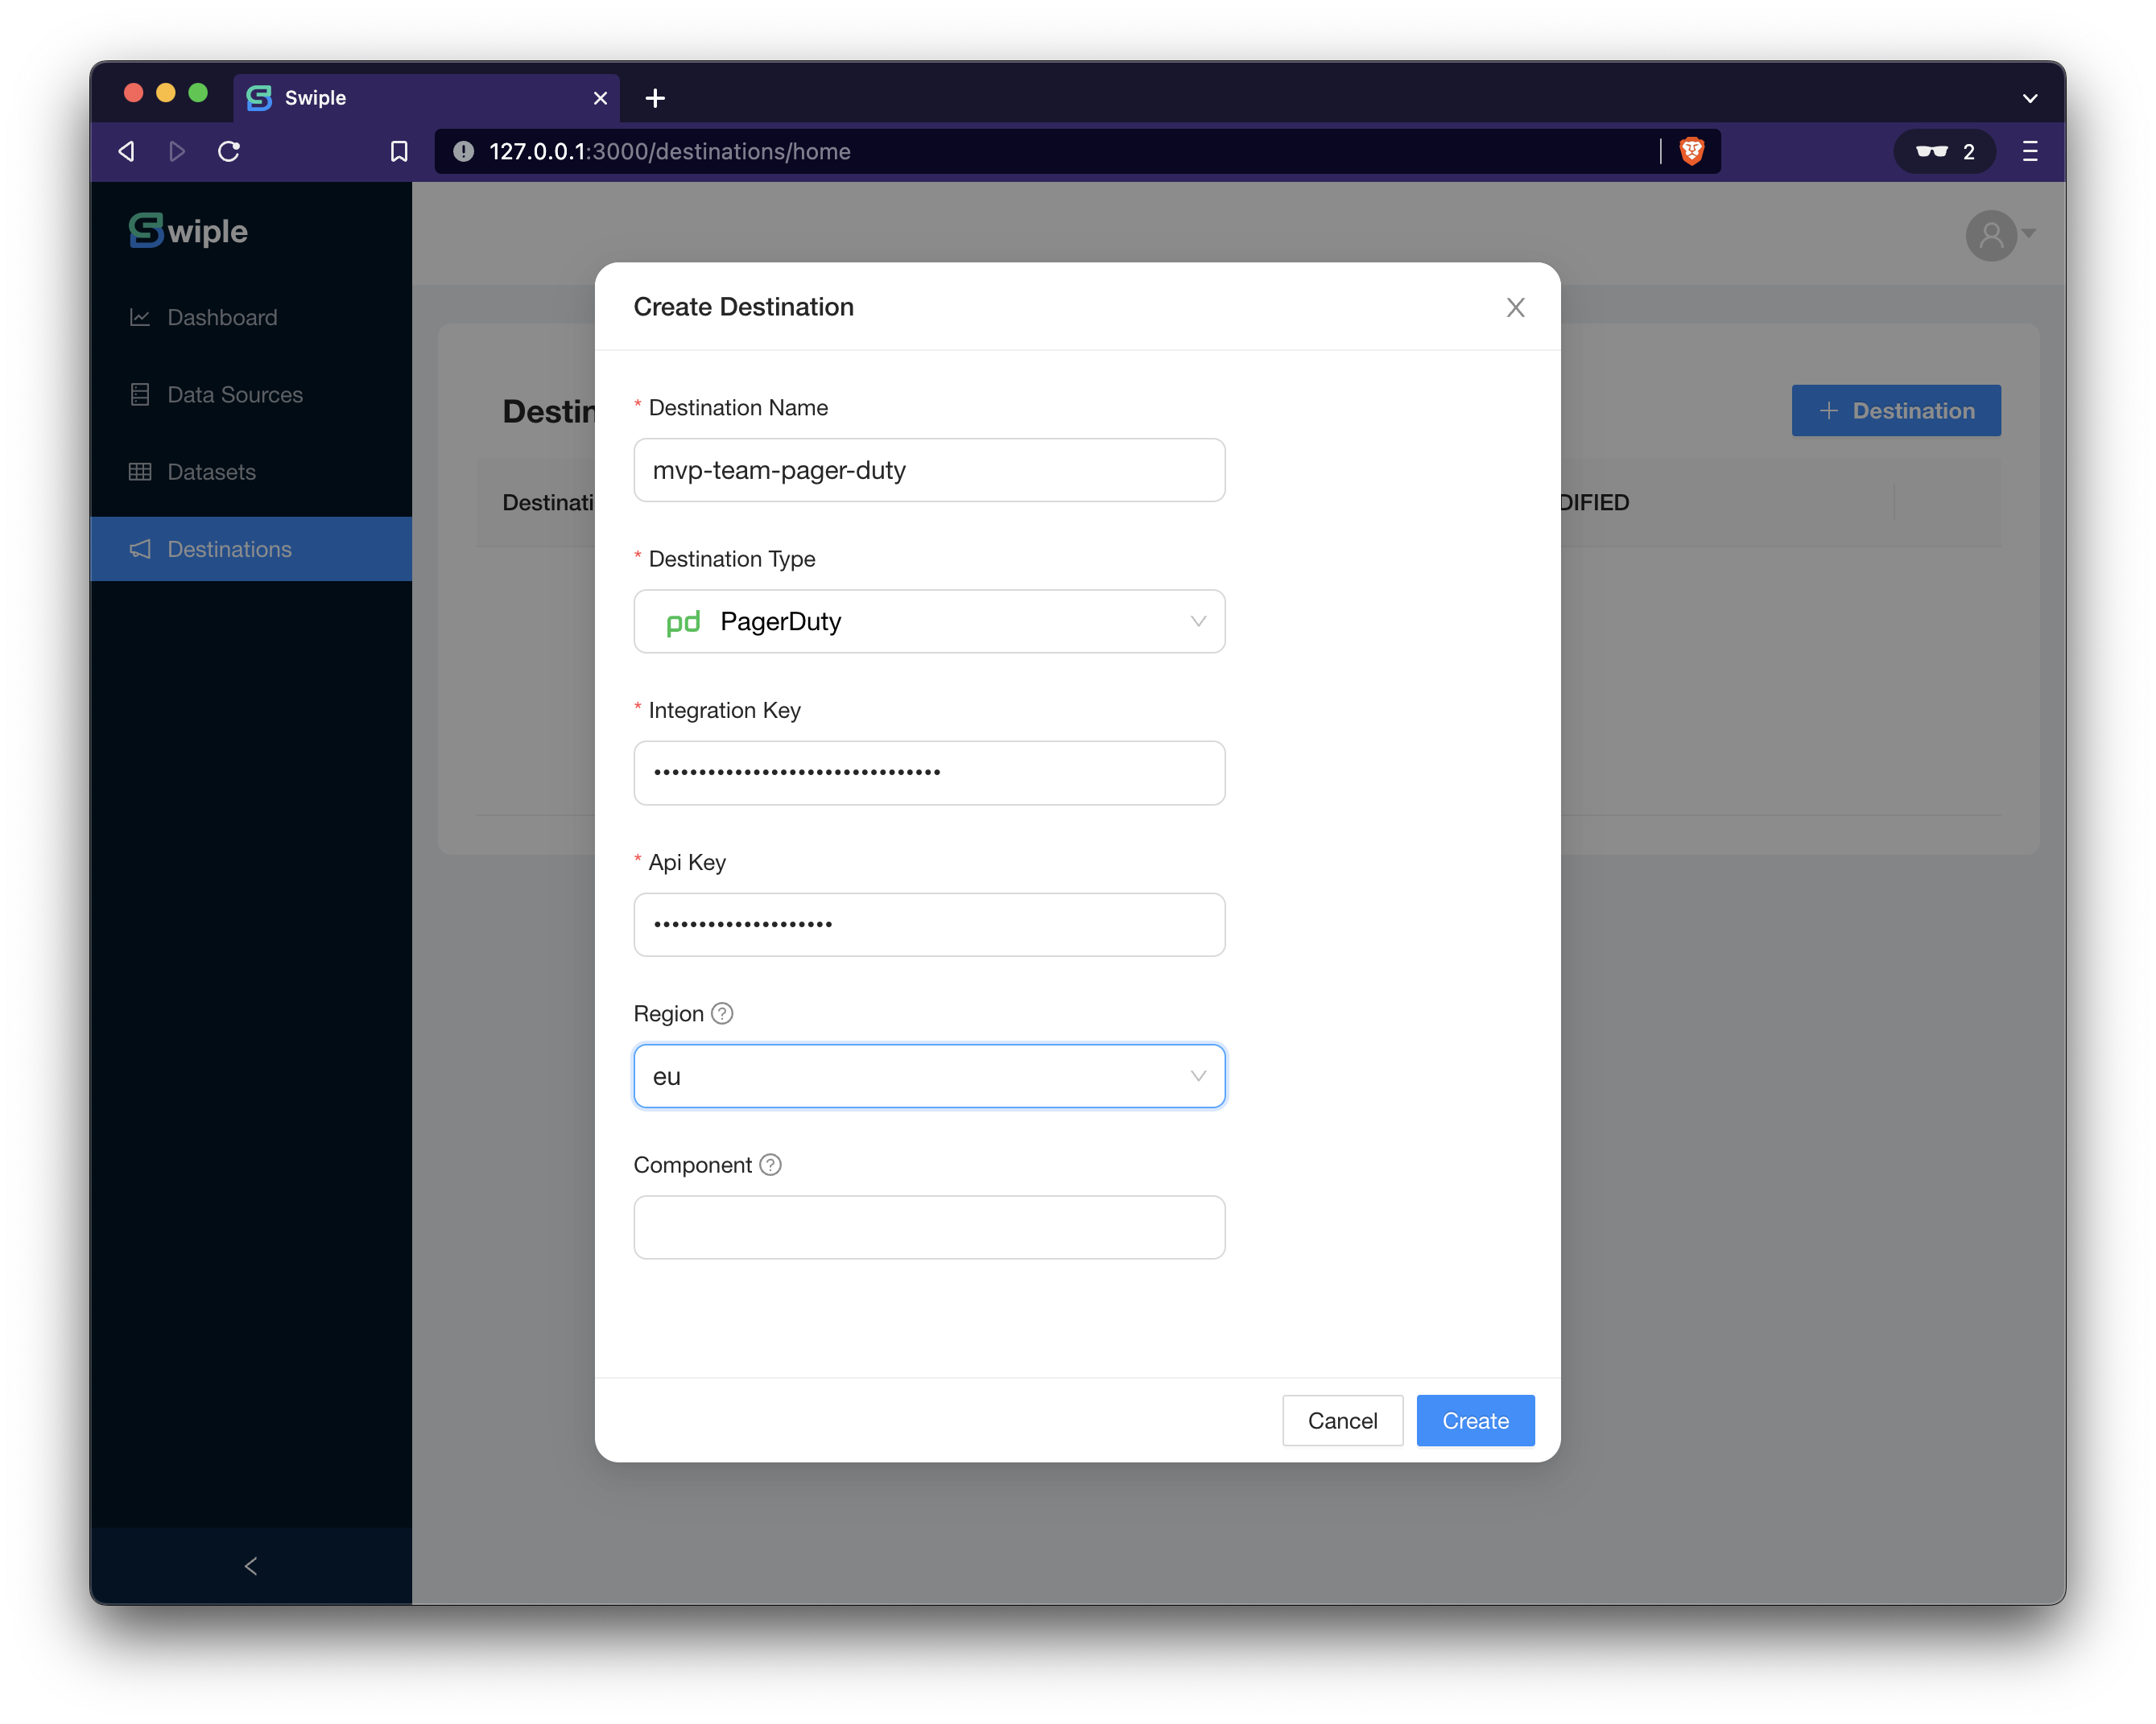 Swiple
127.0.0.1:3000/destinations/home
2
Swiple
Dashboard
Data Sources
Datasets
Destinations
Destin
Destination
Destinati
DIFIED
Create Destination
* Destination Name
mvp-team-pager-duty
* Destination Type
pd PagerDuty
* Integration Key
••••••••••••••••••••••••••••••••
* Api Key
••••••••••••••••••••
Region ?
eu
Component ?
Cancel
Create